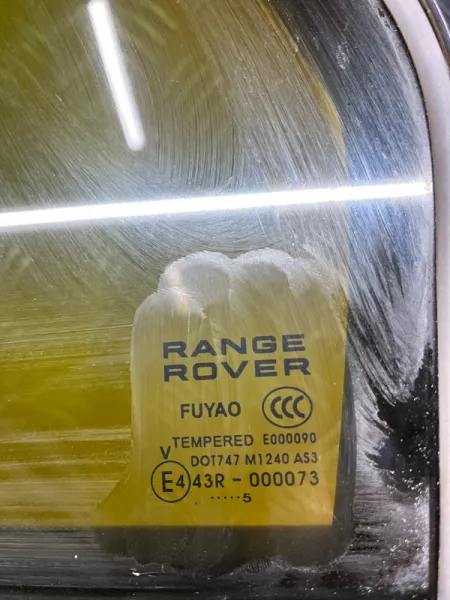 RANGE
ROVER
FUYAO CCC
TEMPERED E000090
DOT747 M1240 AS3
V
E4 43R - 000073
.....5